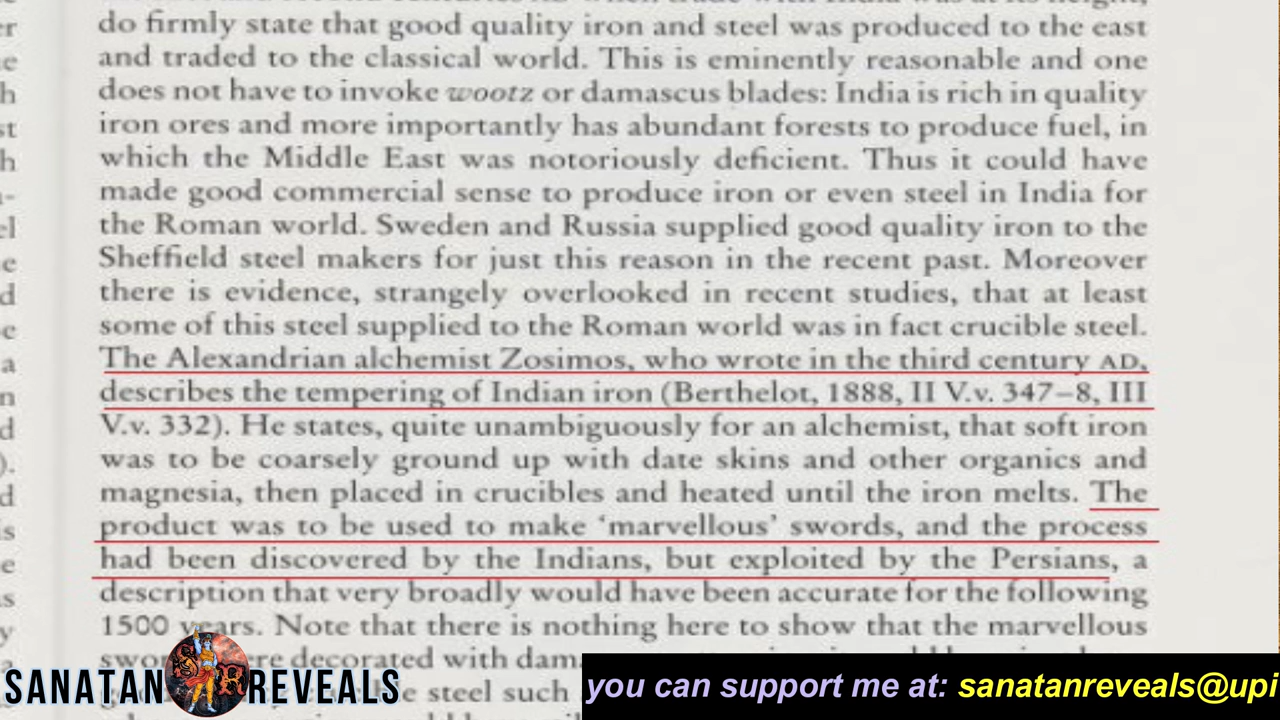 do firmly state that good quality iron and steel was produced to the east
and traded to the classical world. This is eminently reasonable and one
does not have to invoke wootz or damascus blades: India is rich in quality
iron ores and more importantly has abundant forests to produce fuel, in
which the Middle East was notoriously deficient. Thus it could have
made good commercial sense to produce iron or even steel in India for
the Roman world. Sweden and Russia supplied good quality iron to the
Sheffield steel makers for just this reason in the recent past. Moreover
there is evidence, strangely overlooked in recent studies, that at least
some of this steel supplied to the Roman world was in fact crucible steel.
The Alexandrian alchemist Zosimos, who wrote in the third century AD,
describes the tempering of Indian iron (Berthelot, 1888, II V.v. 347–8, III
V.v. 332). He states, quite unambiguously for an alchemist, that soft iron
was to be coarsely ground up with date skins and other organics and
magnesia, then placed in crucibles and heated until the iron melts. The
product was to be used to make ‘marvellous’ swords, and the process
had been discovered by the Indians, but exploited by the Persians, a
description that very broadly would have been accurate for the following
1500 years. Note that there is nothing here to show that the marvellous
decorated with
steel such
SANATAN REVEALS
you can support me at: sanatanreveals@upi